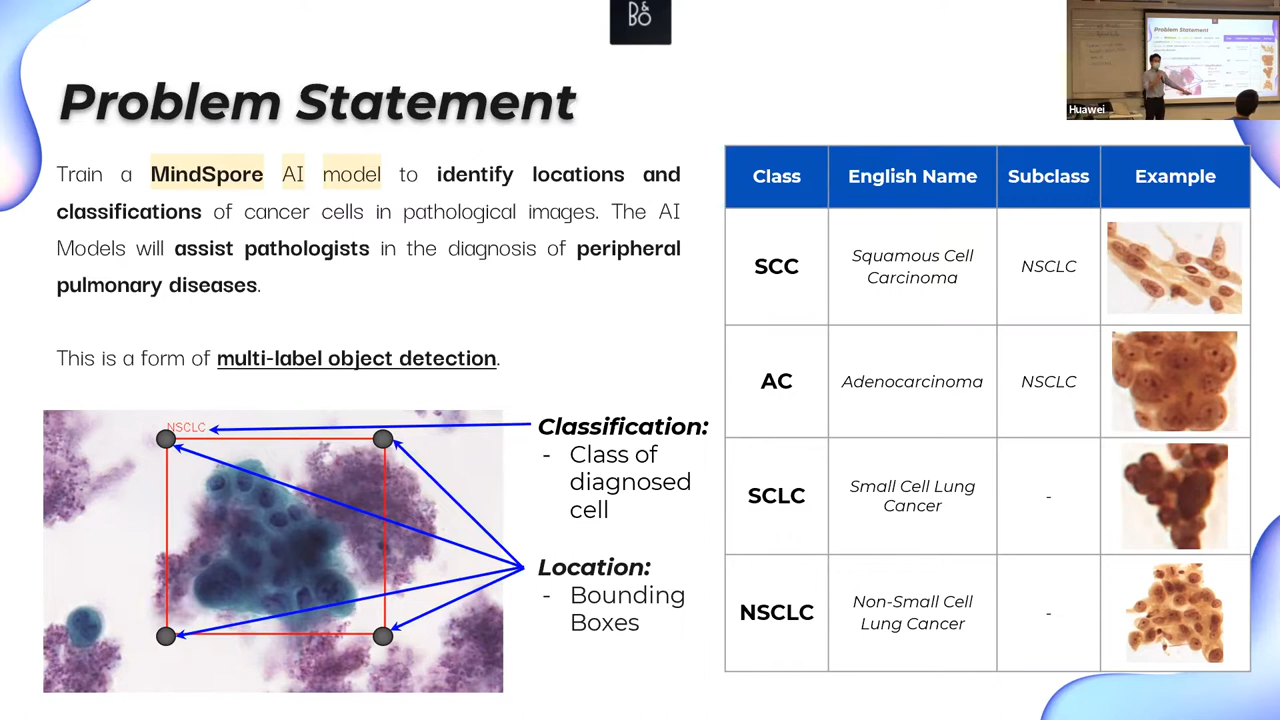 B&
BO
Problem Statement
Huawei
Problem Statement
Train a MindSpore AI model to identify locations and
classifications of cancer cells in pathological images. The AI
Models will assist pathologists in the diagnosis of peripheral
pulmonary diseases.
This is a form of multi-label object detection.
NSCLC
Classification:
- Class of
diagnosed
cell
Location:
- Bounding
Boxes
Class English Name Subclass Example
SCC Squamous Cell Carcinoma NSCLC
AC Adenocarcinoma NSCLC
SCLC Small Cell Lung Cancer -
NSCLC Non-Small Cell Lung Cancer -